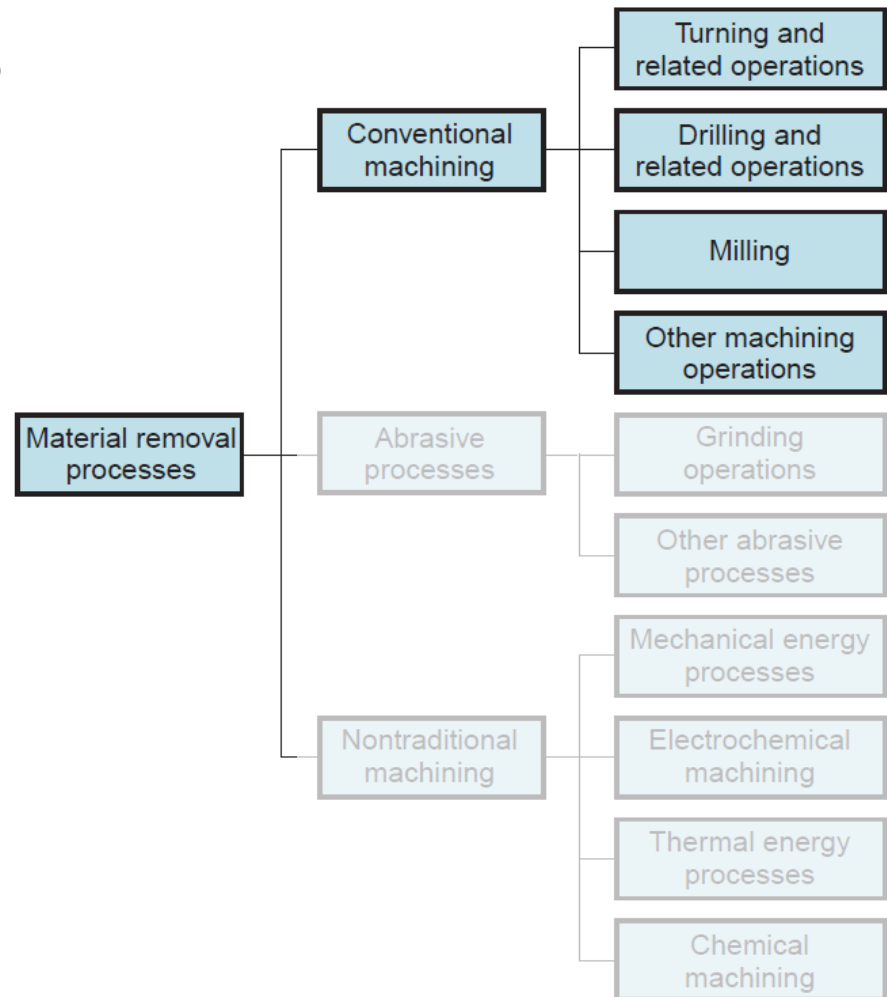 Turning and
related operations
Conventional
machining
Drilling and
related operations
Milling
Other machining
operations
Material removal
processes
Abrasive
processes
Grinding
operations
Other abrasive
processes
Mechanical energy
processes
Nontraditional
machining
Electrochemical
machining
Thermal energy
processes
Chemical
machining